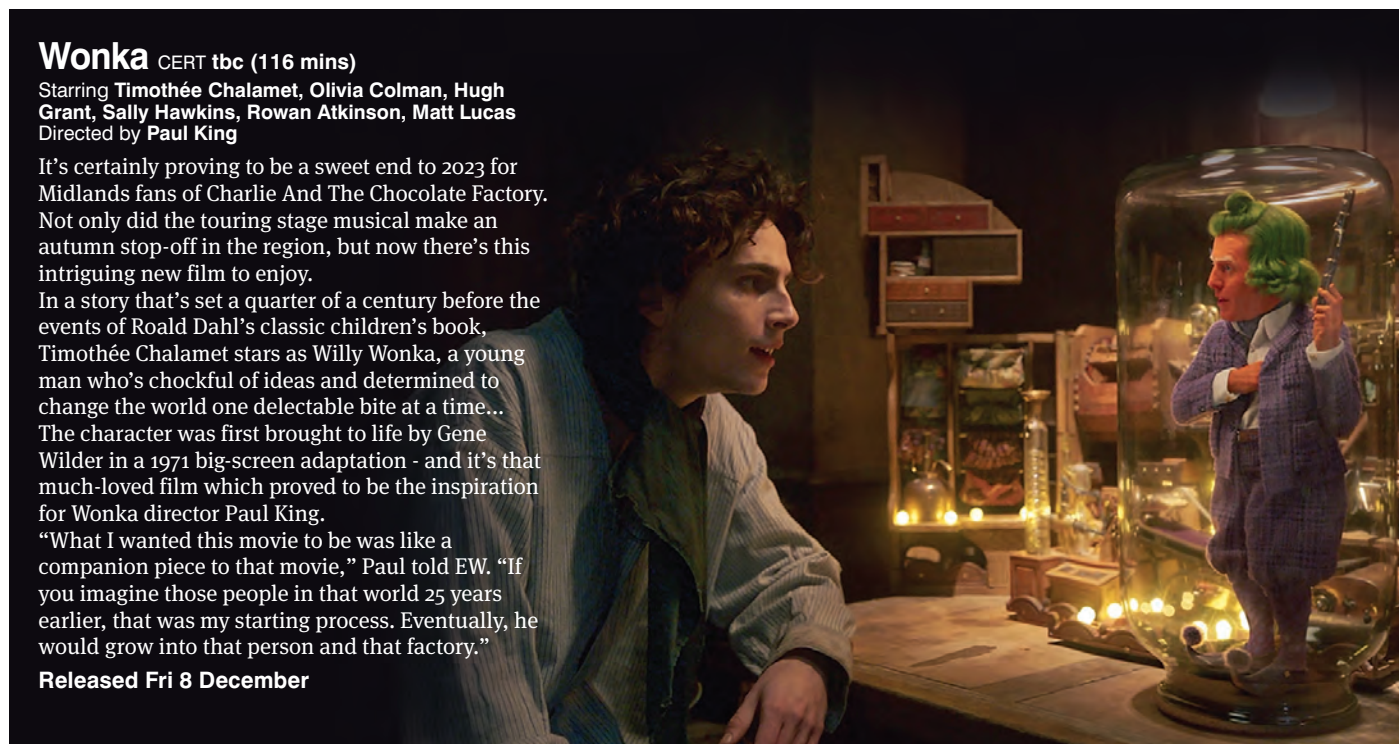 Wonka CERT tbc (116 mins)
Starring Timothée Chalamet, Olivia Colman, Hugh
Grant, Sally Hawkins, Rowan Atkinson, Matt Lucas
Directed by Paul King
It’s certainly proving to be a sweet end to 2023 for
Midlands fans of Charlie And The Chocolate Factory.
Not only did the touring stage musical make an
autumn stop-off in the region, but now there’s this
intriguing new film to enjoy.
In a story that’s set a quarter of a century before the
events of Roald Dahl’s classic children’s book,
Timothée Chalamet stars as Willy Wonka, a young
man who’s chockful of ideas and determined to
change the world one delectable bite at a time...
The character was first brought to life by Gene
Wilder in a 1971 big-screen adaptation - and it’s that
much-loved film which proved to be the inspiration
for Wonka director Paul King.
“What I wanted this movie to be was like a
companion piece to that movie,” Paul told EW. “If
you imagine those people in that world 25 years
earlier, that was my starting process. Eventually, he
would grow into that person and that factory.”
Released Fri 8 December